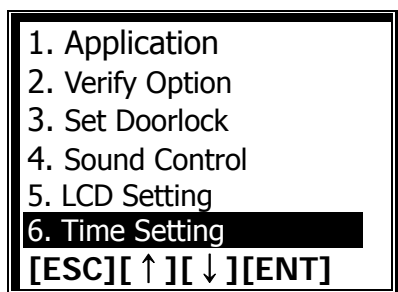 1. Application
2. Verify Option
3. Set Doorlock
4. Sound Control
5. LCD Setting
6. Time Setting
[ESC][↑][↓][ENT]